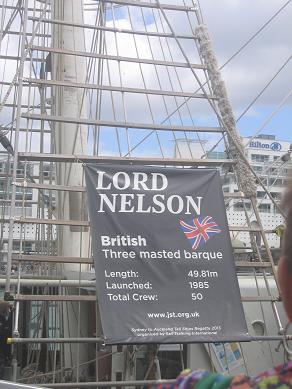 Hilton
LORD
NELSON
British
Three masted barque
Length: 49.81m
Launched: 1985
Total Crew: 50
www.jst.org.uk
Sydney to Auckland Tall Ships Regatta 2013
organised by Sail Training International